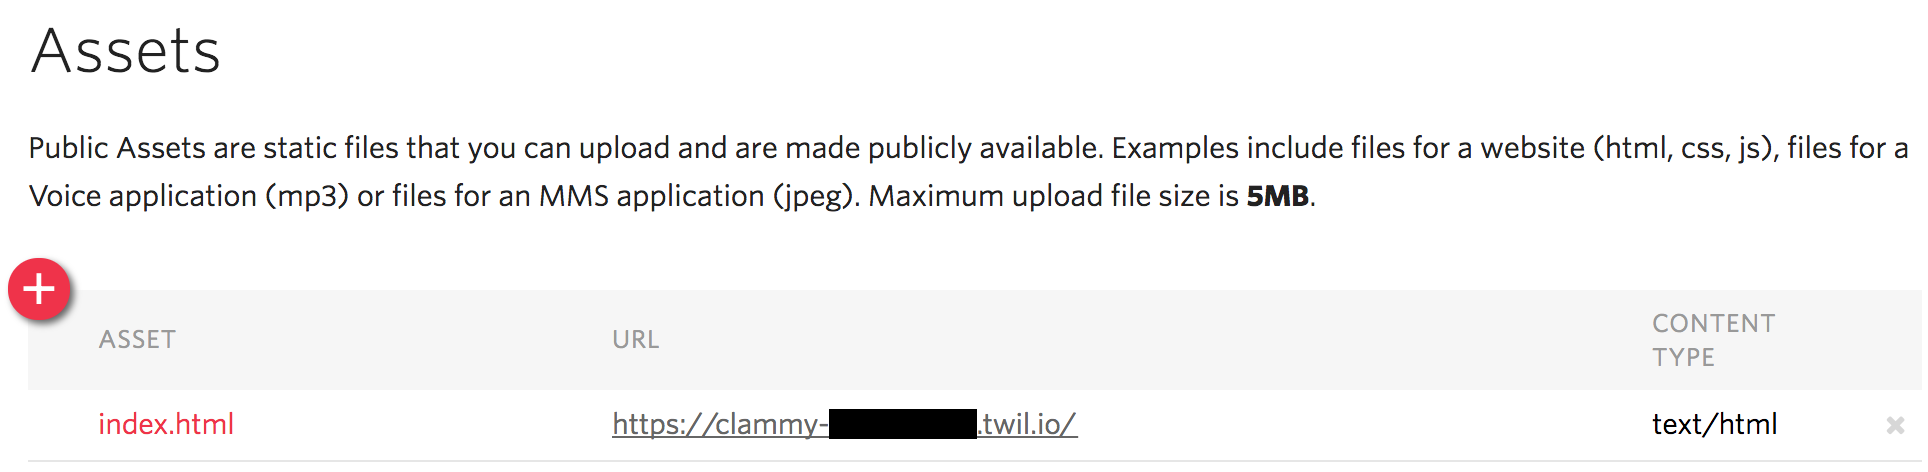 Assets
Public Assets are static files that you can upload and are made publicly available. Examples include files for a website (html, css, js), files for a
Voice application (mp3) or files for an MMS application (jpeg). Maximum upload file size is 5MB.
ASSET URL CONTENT TYPE
index.html https://clammy- .twil.io/ text/html